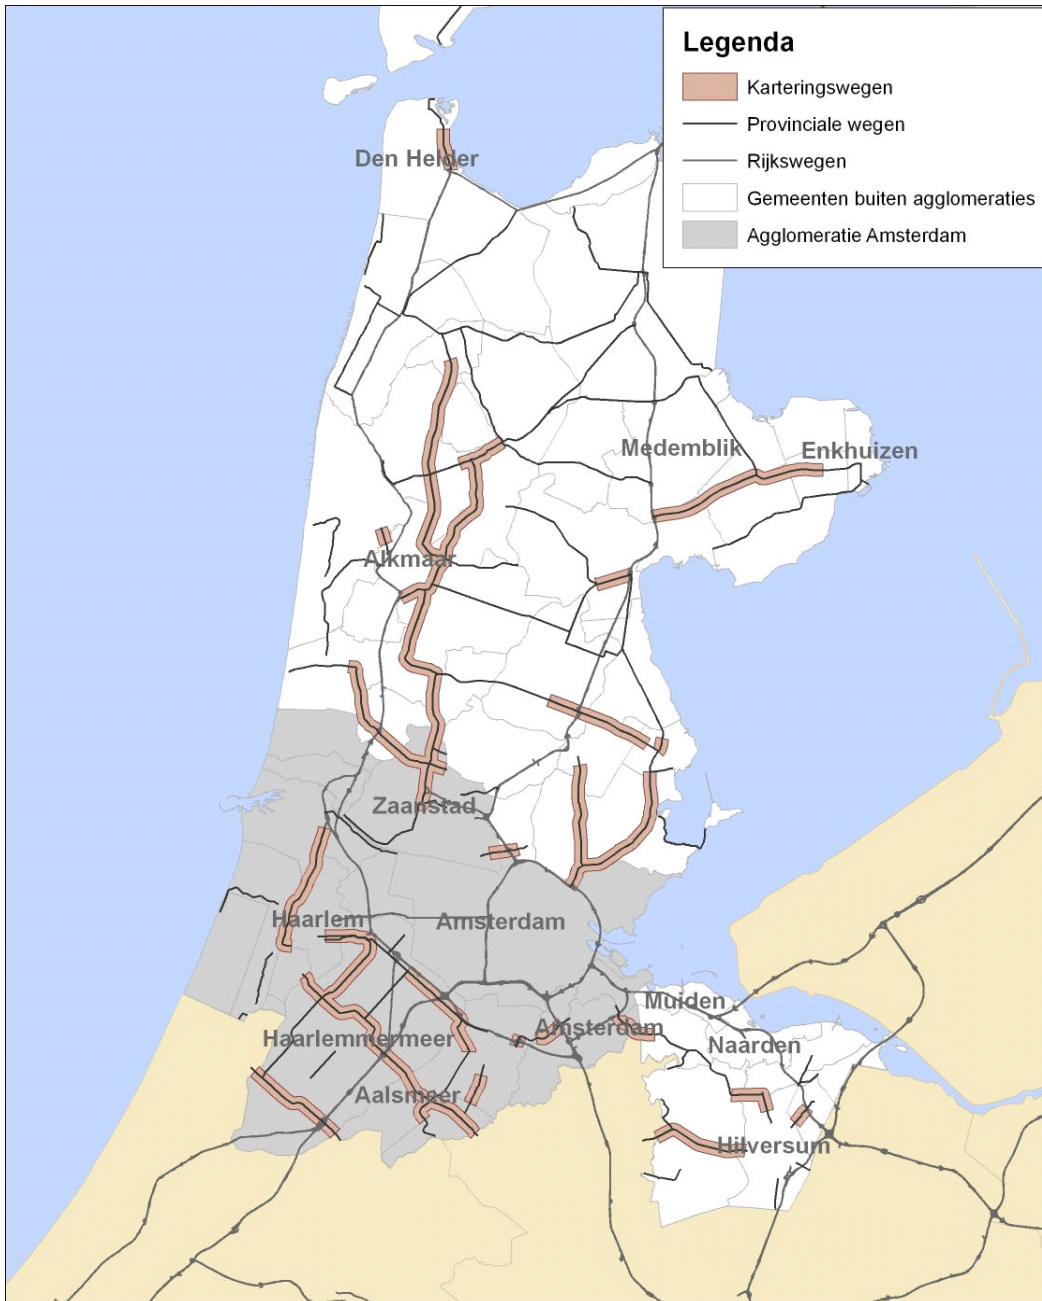 Legenda
Karteringswegen
Provinciale wegen
Rijkswegen
Gemeenten buiten agglomeraties
Agglomeratie Amsterdam
Den Helder
Medemblik
Enkhuizen
Alkmaar
Zaanstad
Haarlem
Amsterdam
Muiden
Amsterdam
Haarlemmermeer
Naarden
Aalsmeer
Hilversum